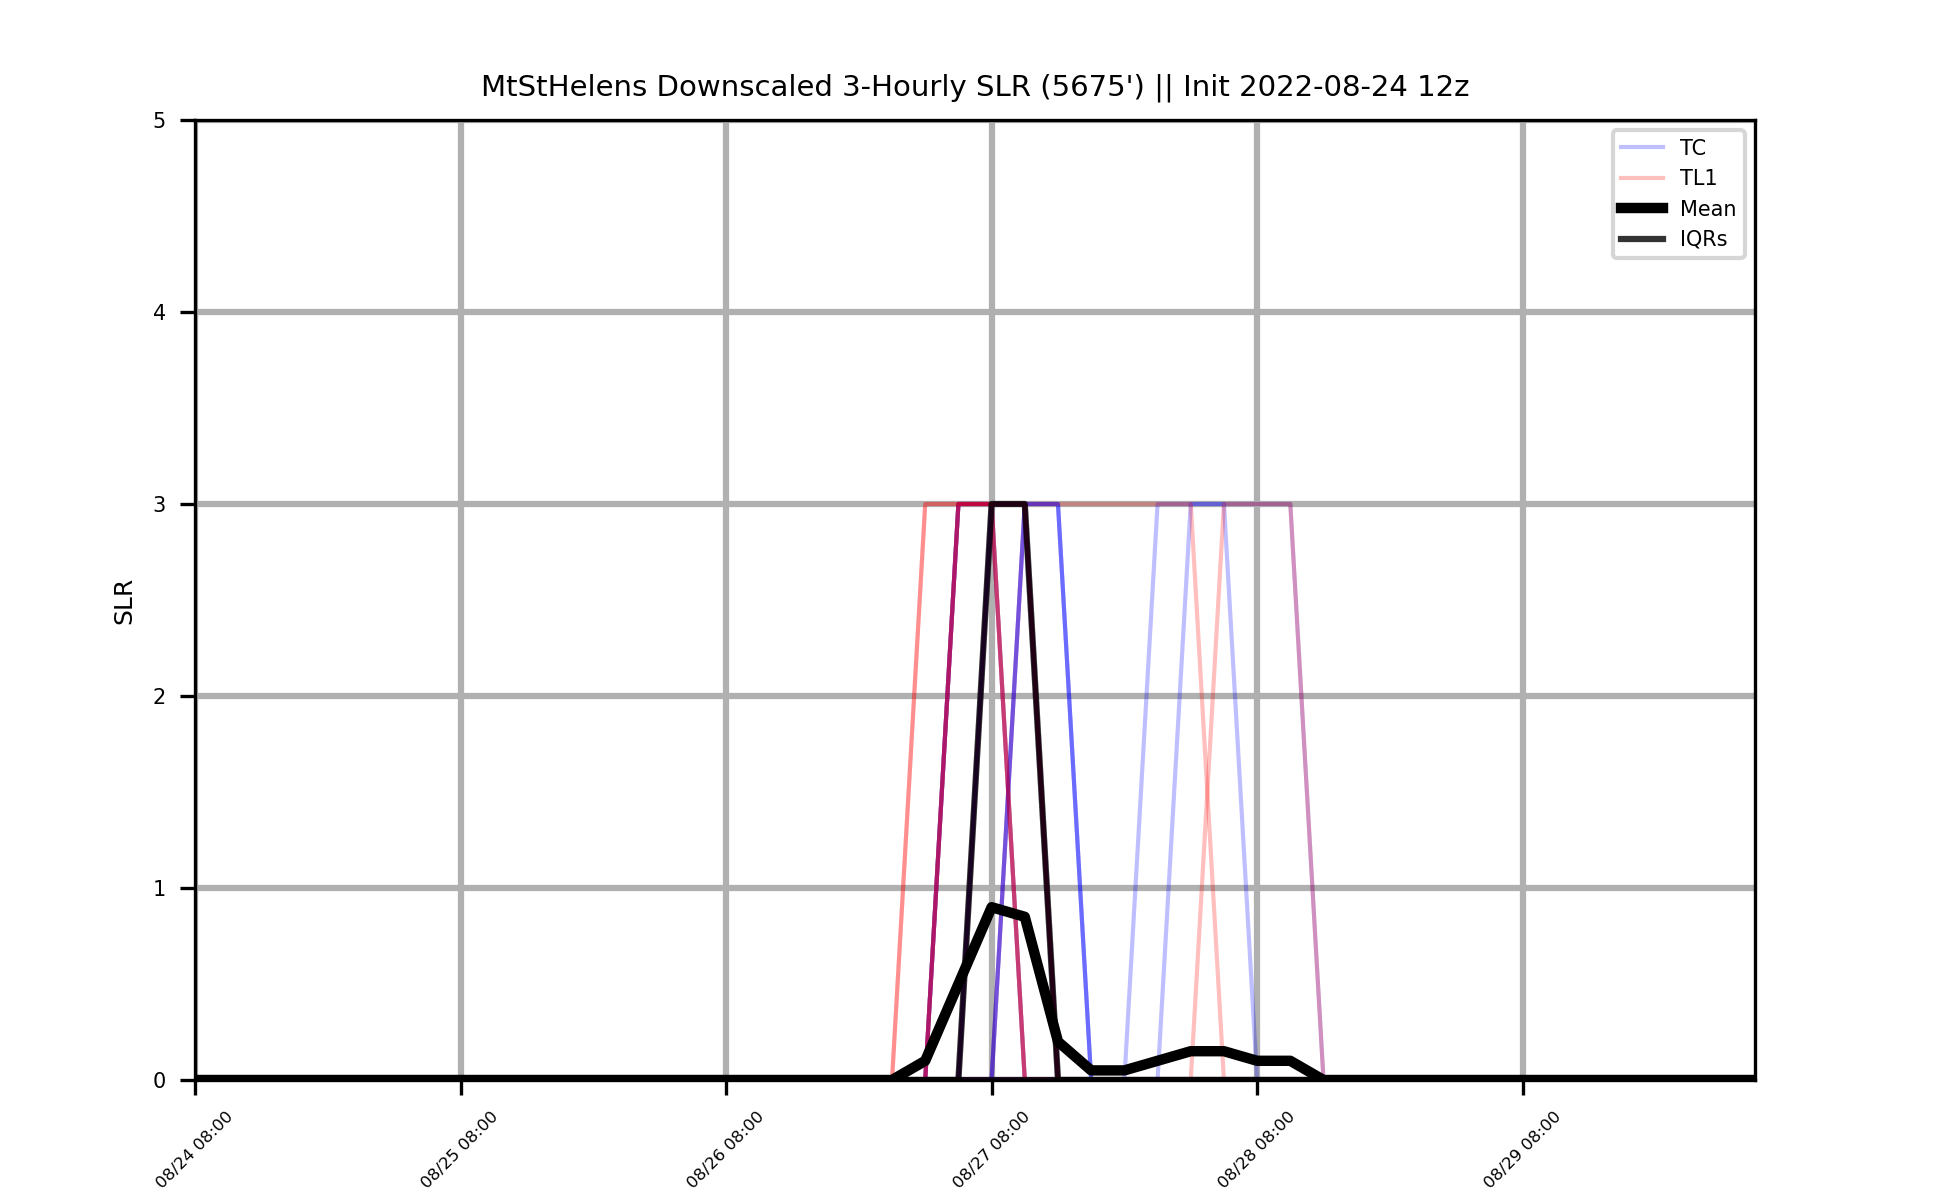 MtStHelens Downscaled 3-Hourly SLR (5675') || Init 2022-08-24 12z
5
4
3
2
1
0
SLR
TC
TL1
Mean
IQRs
08/24 08:00
08/25 08:00
08/26 08:00
08/27 08:00
08/28 08:00
08/29 08:00